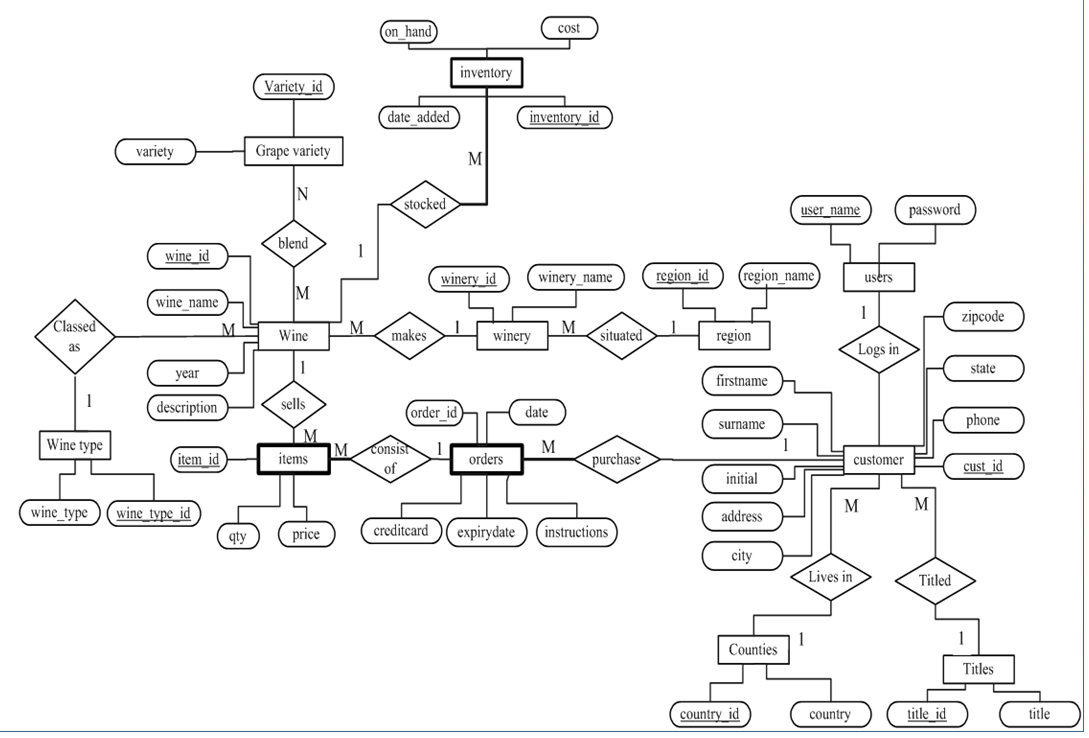 on_hand
cost
inventory
date_added
inventory_id
Variety_id
variety
Grape variety
M
N
stocked
blend
1
user_name
password
wine_id
M
winery_id
winery_name
region_id
region_name
users
wine_name
Classed
as
M
Wine
M
makes
1
winery
M
situated
1
region
1
Logs in
zipcode
year
1
state
description
1
sells
firstname
M
surname
phone
Wine type
order_id
date
item_id
items
M
consist
of
1
orders
M
purchase
1
customer
cust_id
initial
wine_type
wine_type_id
qty
price
creditcard
expirydate
instructions
address
M
M
city
Lives in
Titled
Counties
1
1
Titles
country_id
country
title_id
title